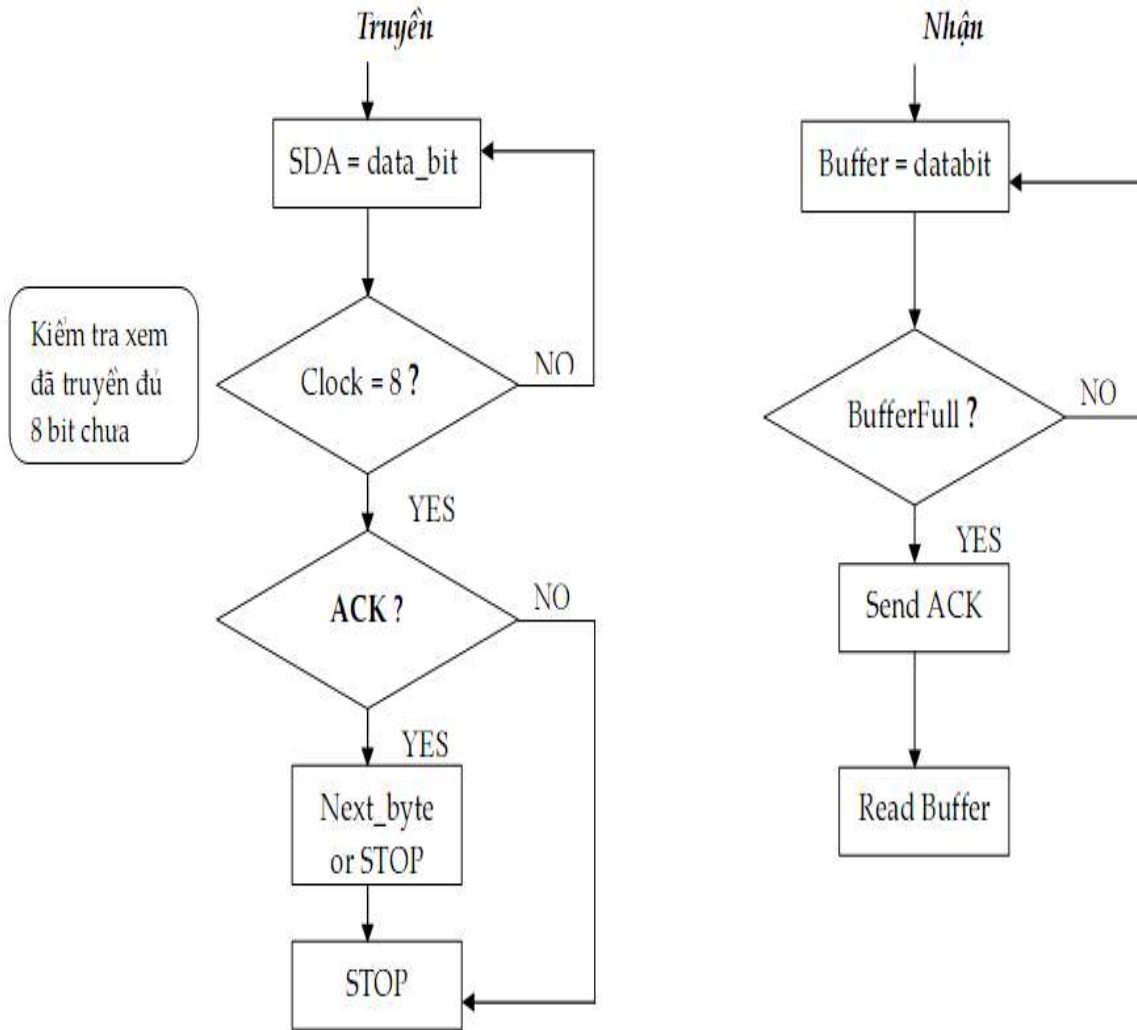 Truyền
SDA = data_bit
Kiểm tra xem
đã truyền đủ
8 bit chưa
Clock = 8 ?
NO
YES
ACK ?
NO
YES
Next_byte
or STOP
STOP
Nhận
Buffer = databit
BufferFull ?
NO
YES
Send ACK
Read Buffer